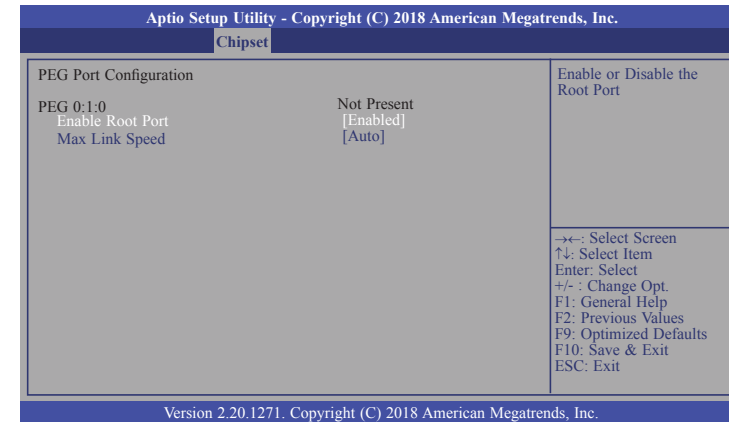 Aptio Setup Utility - Copyright (C) 2018 American Megatrends, Inc.
Chipset
PEG Port Configuration
PEG 0:1:0 Not Present
Enable Root Port [Enabled]
Max Link Speed [Auto]
Enable or Disable the
Root Port
→←: Select Screen
↑↓: Select Item
Enter: Select
+/- : Change Opt.
F1: General Help
F2: Previous Values
F9: Optimized Defaults
F10: Save & Exit
ESC: Exit
Version 2.20.1271. Copyright (C) 2018 American Megatrends, Inc.